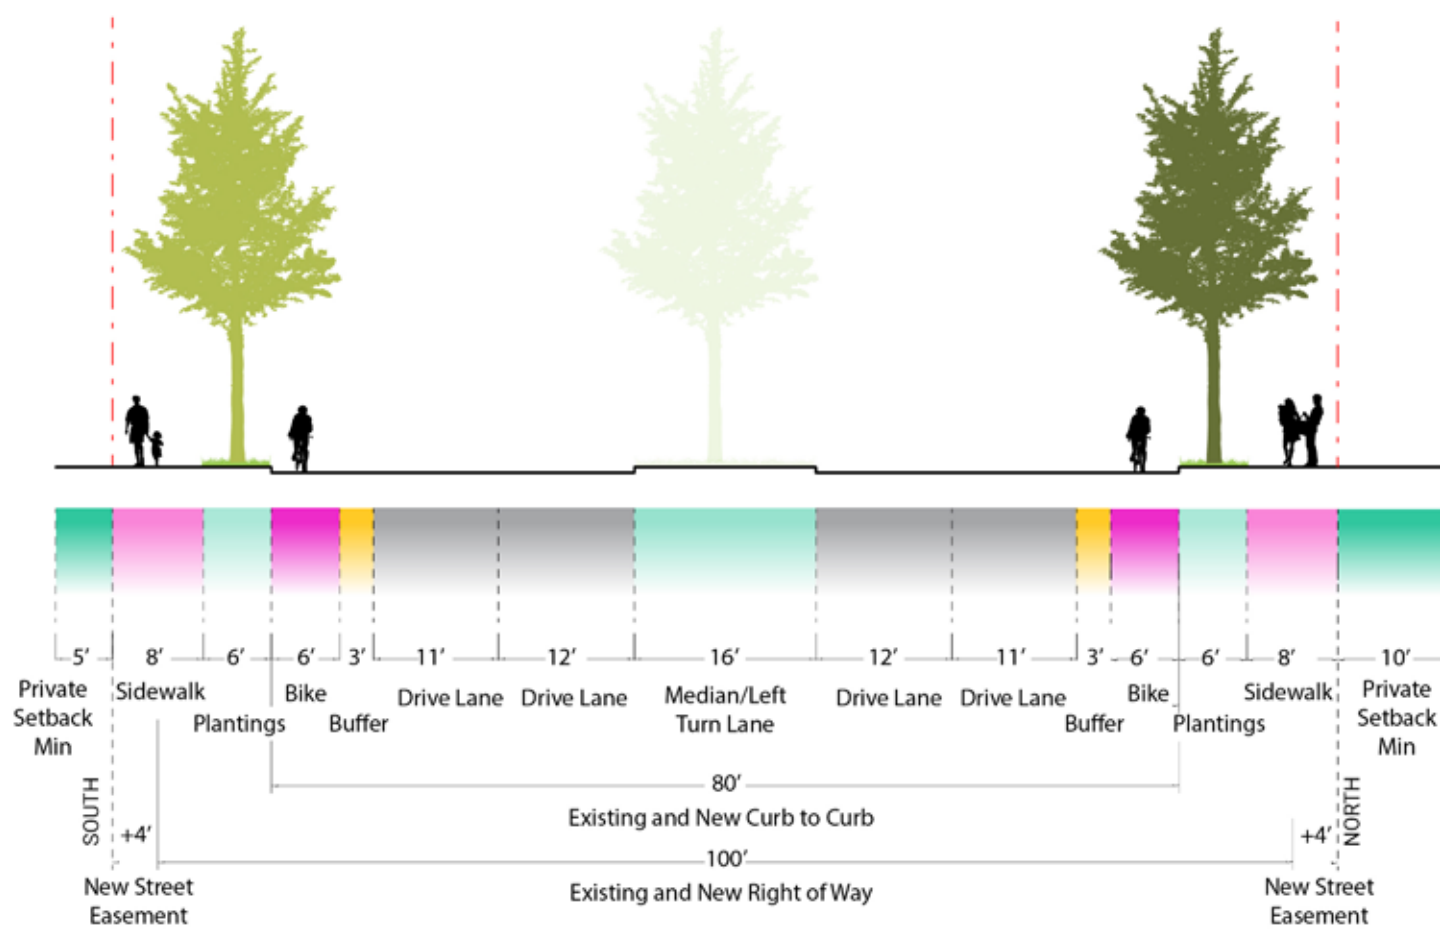 5’ 8’ 6’ 6’ 3’ 11’ 12’ 16’ 12’ 11’ 3’ 6’ 6’ 8’ 10’
Private
Setback
Min
Sidewalk
Plantings
Bike
Buffer
Drive Lane
Drive Lane
Median/Left
Turn Lane
Drive Lane
Drive Lane
Buffer
Bike
Plantings
Sidewalk
Private
Setback
Min
80’
Existing and New Curb to Curb
SOUTH
NORTH
+4’
+4’
100’
Existing and New Right of Way
New Street
Easement
New Street
Easement